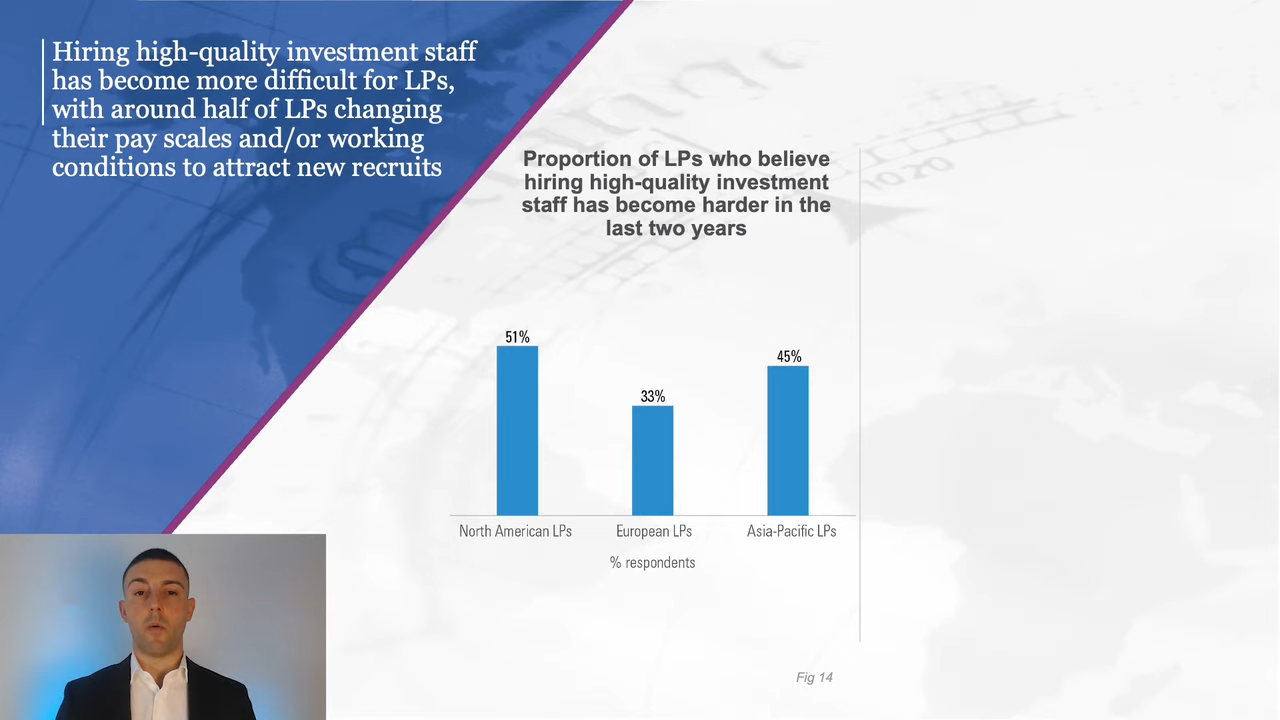 Hiring high-quality investment staff
has become more difficult for LPs,
with around half of LPs changing
their pay scales and/or working
conditions to attract new recruits
Proportion of LPs who believe
hiring high-quality investment
staff has become harder in the
last two years
1020
51%
33%
45%
North American LPs
European LPs
Asia-Pacific LPs
% respondents
Fig 14